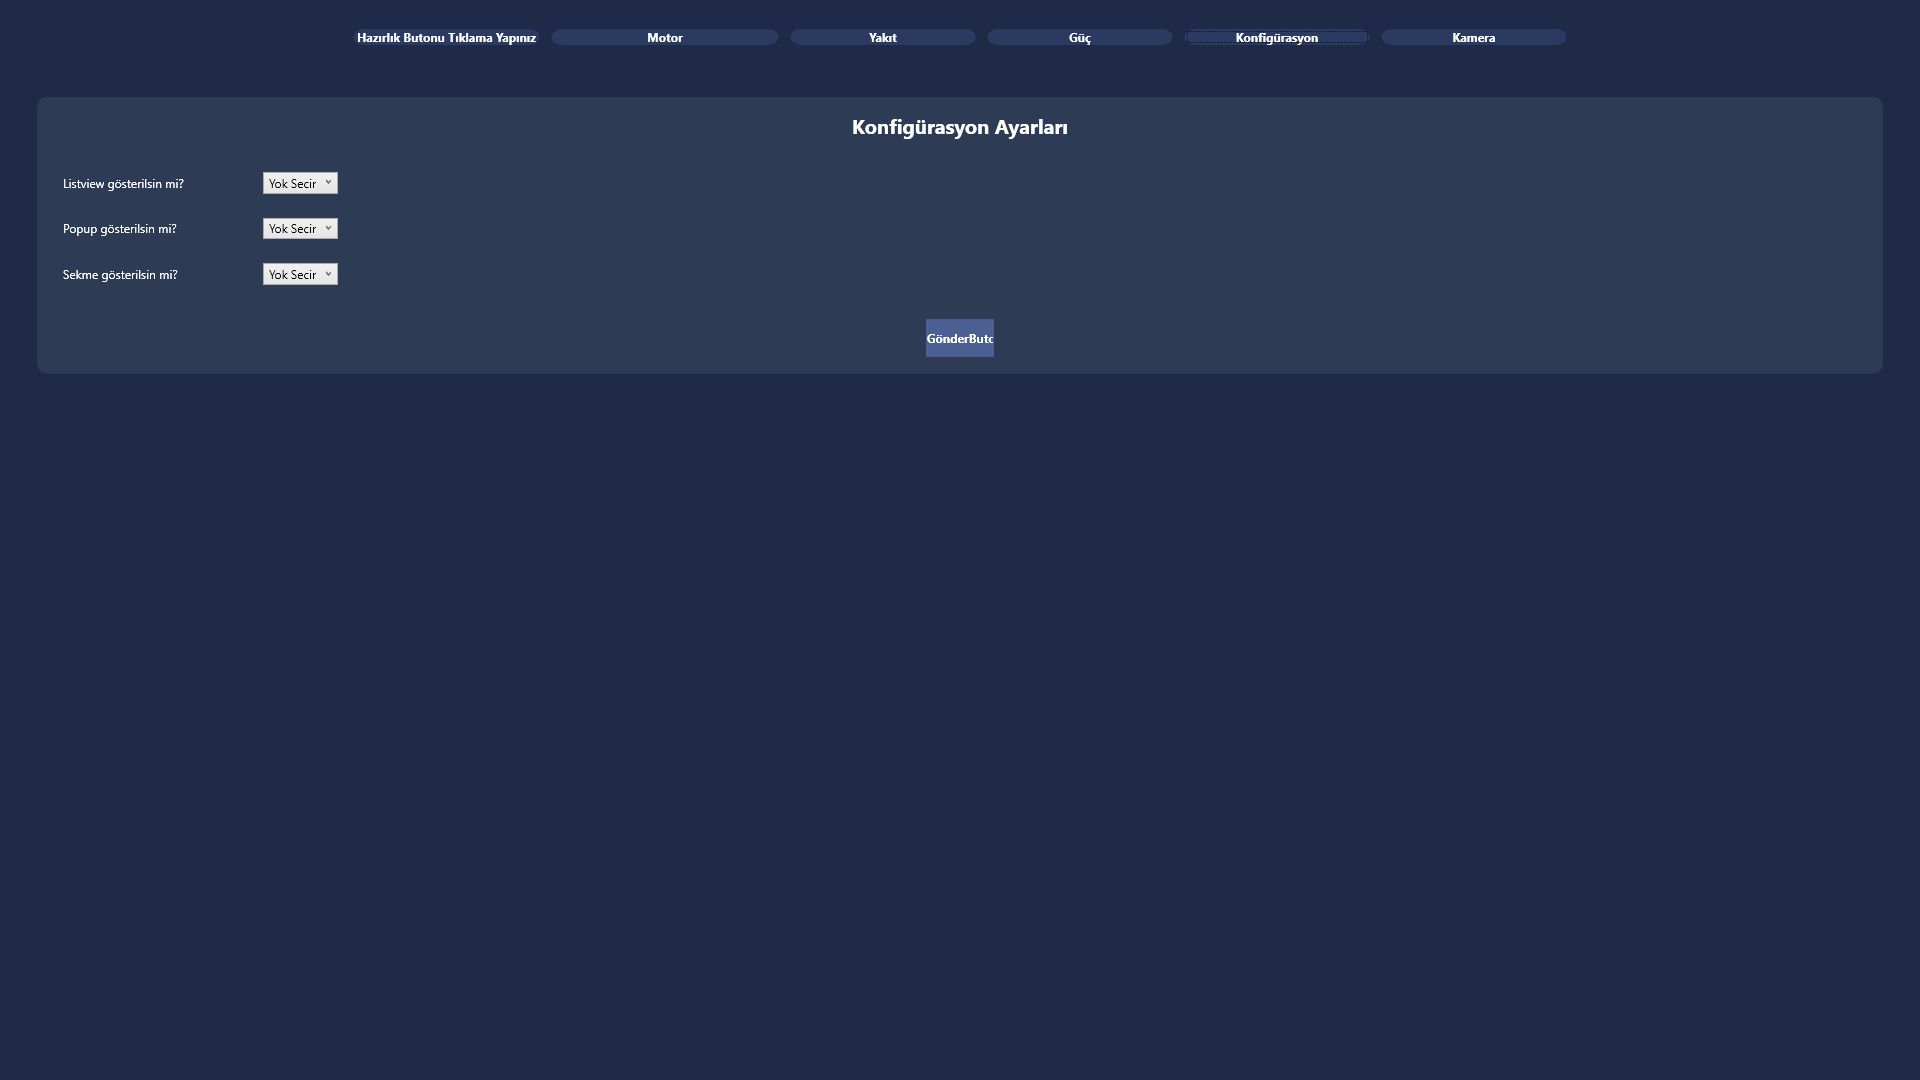 Hazırlık Butonu Tıklama Yapınız Motor Yakıt Güç Konfigürasyon Kamera
Konfigürasyon Ayarları
Listview gösterilsin mi? Yok Secir
Popup gösterilsin mi? Yok Secir
Sekme gösterilsin mi? Yok Secir
GönderButc